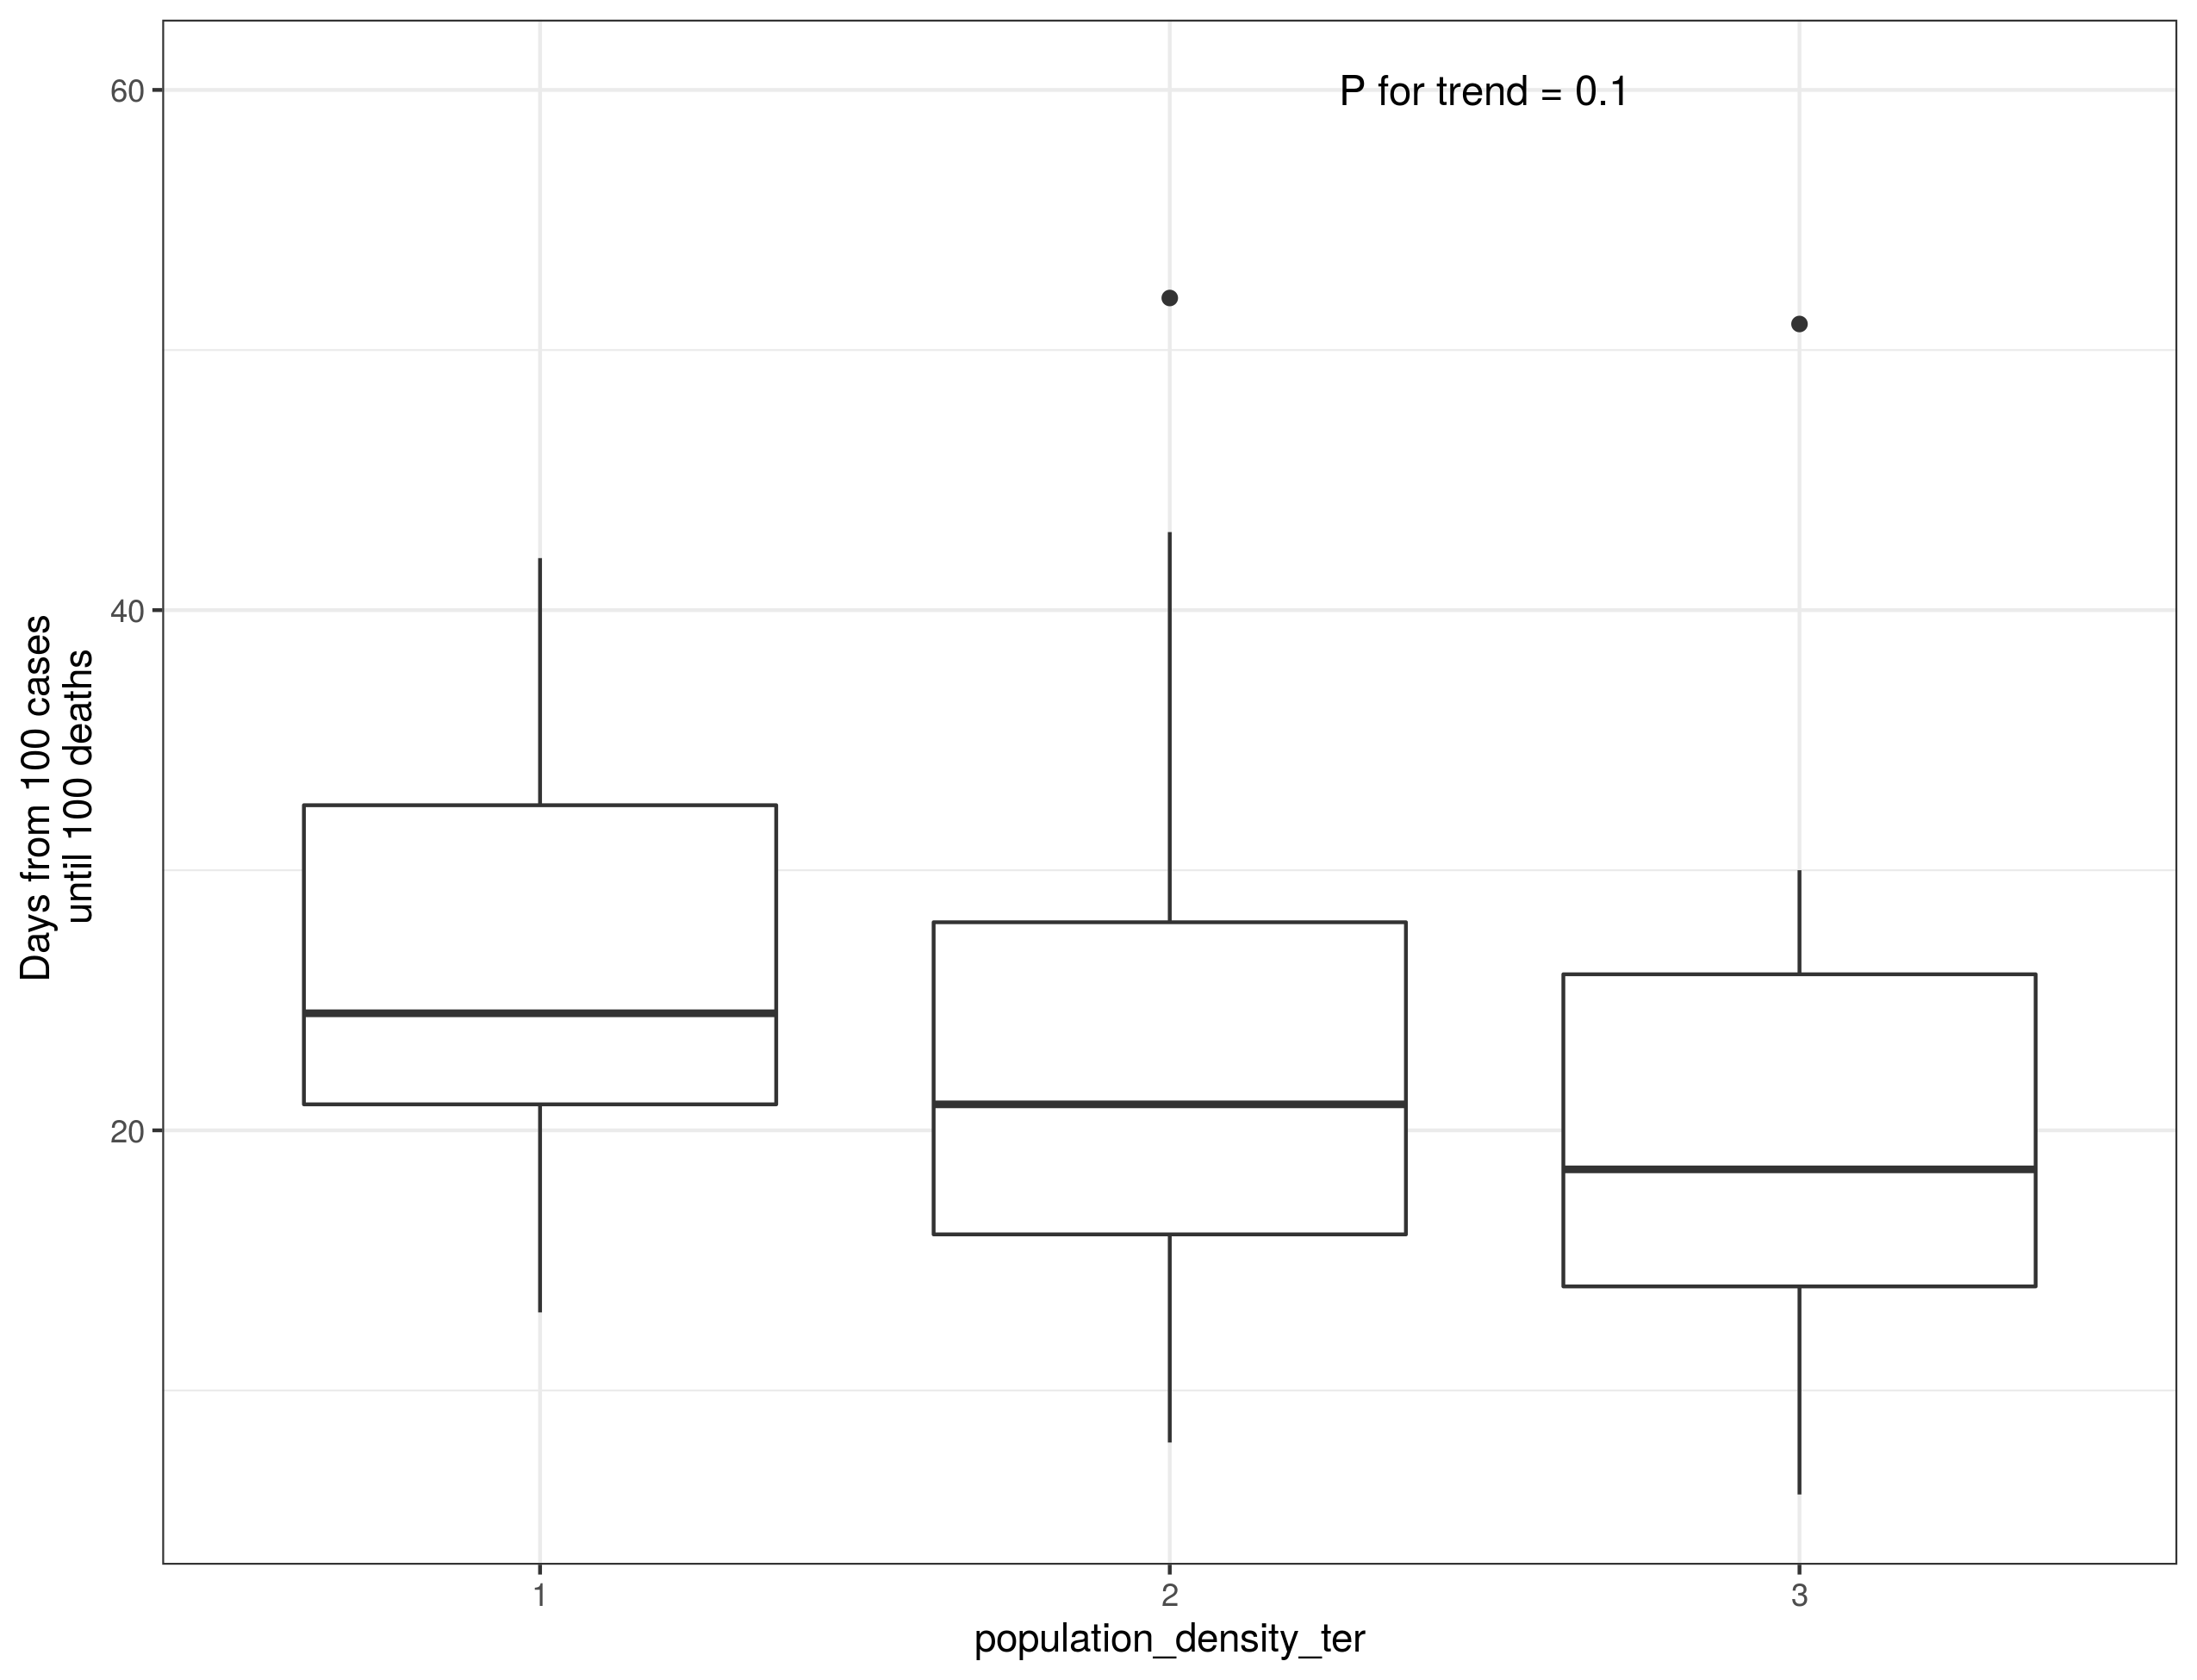 60
P for trend = 0.1
40
20
Days from 100 cases
until 100 deaths
1
2
3
population_density_ter